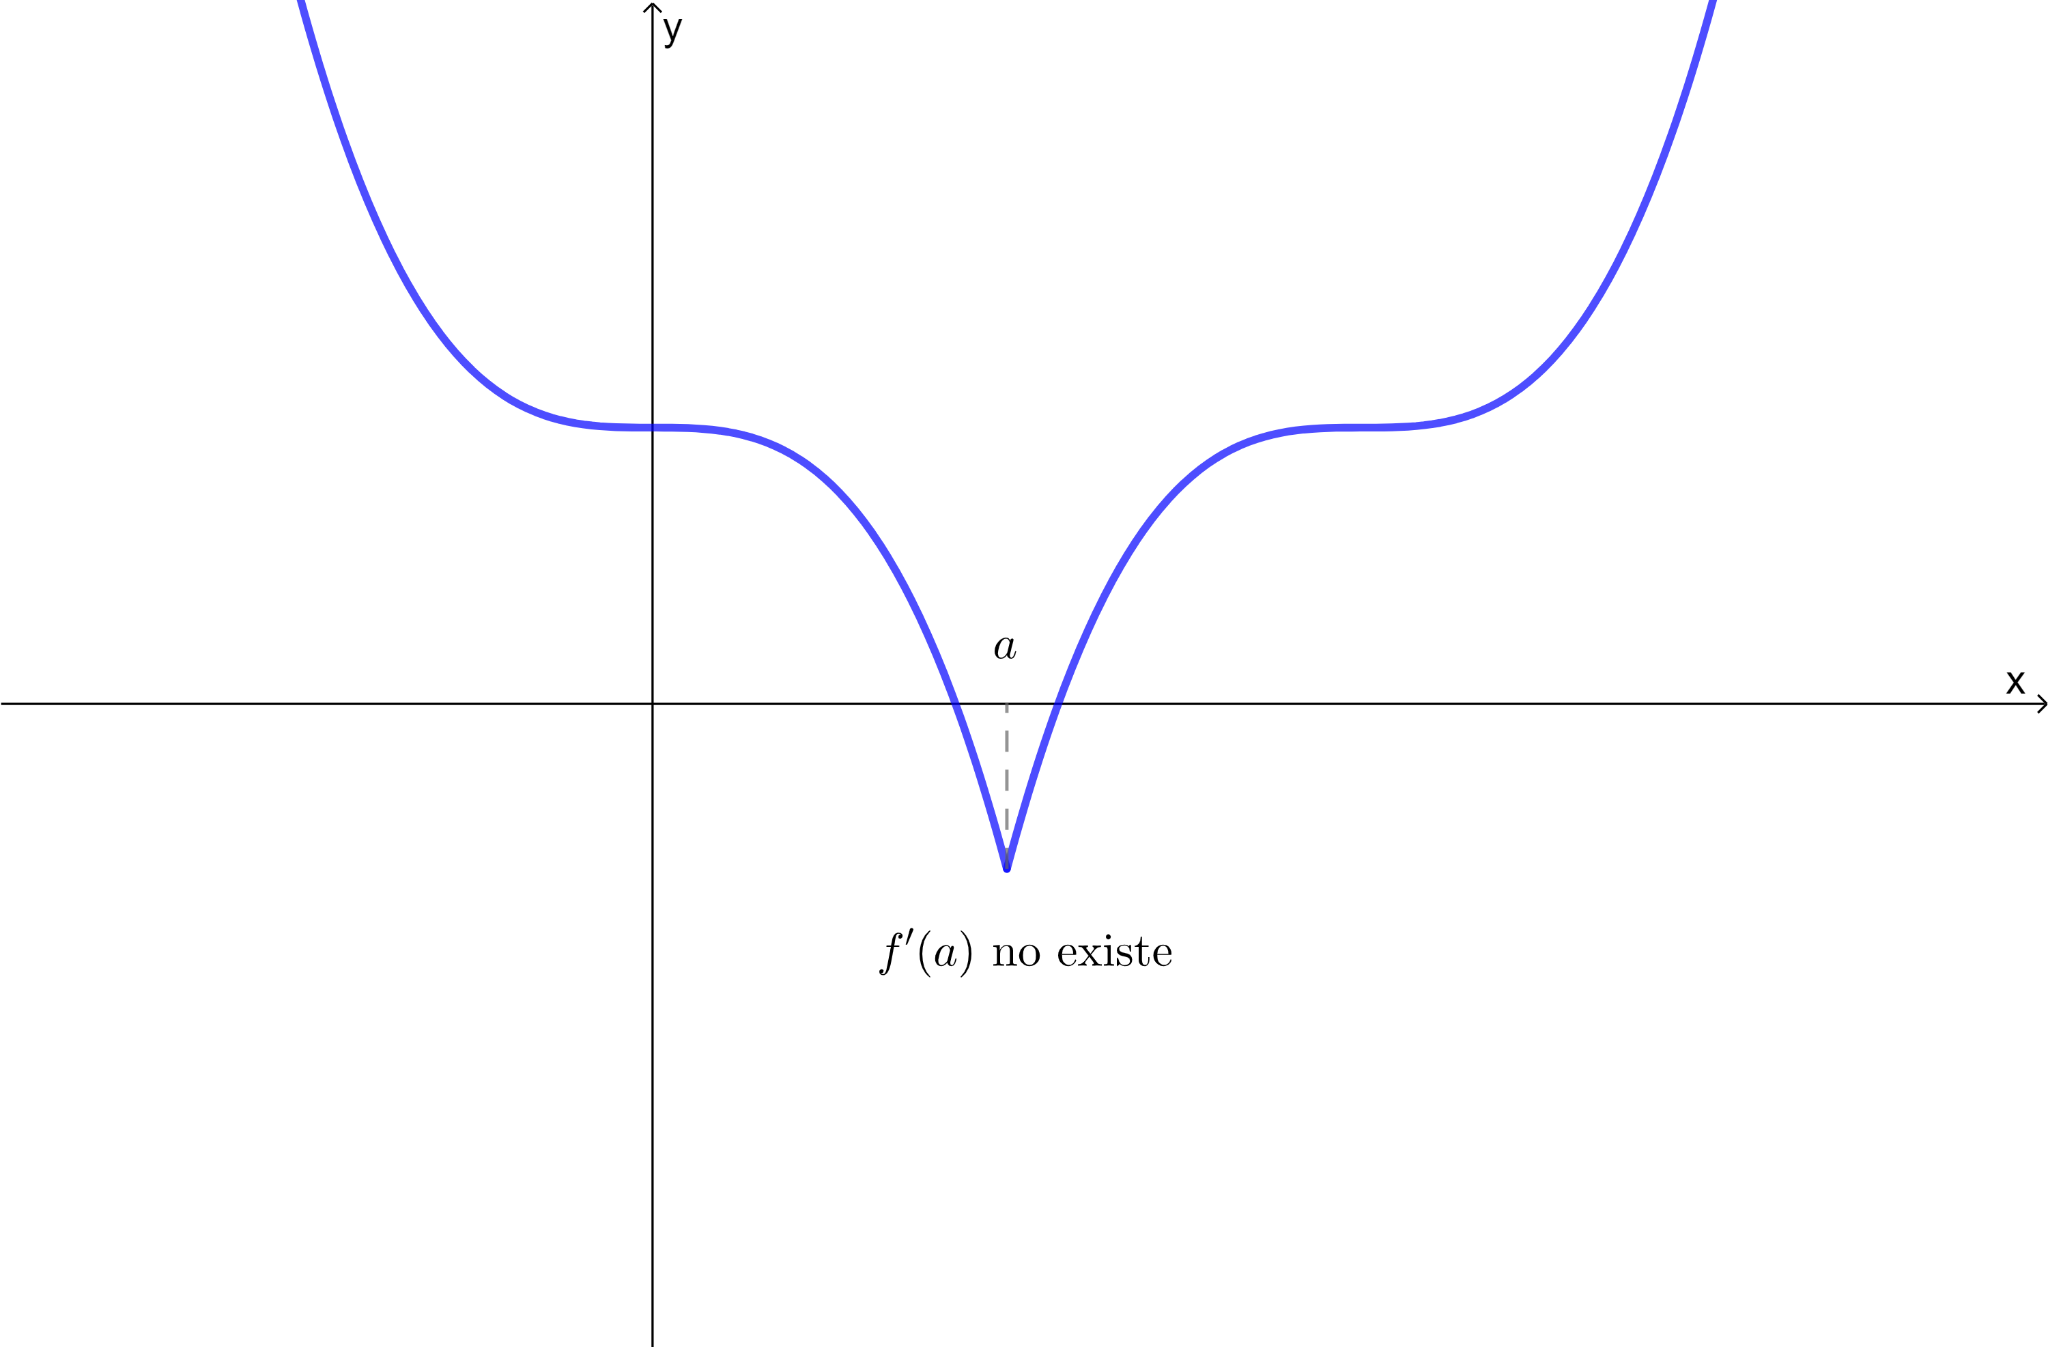 y
a
x
f′(a) no existe